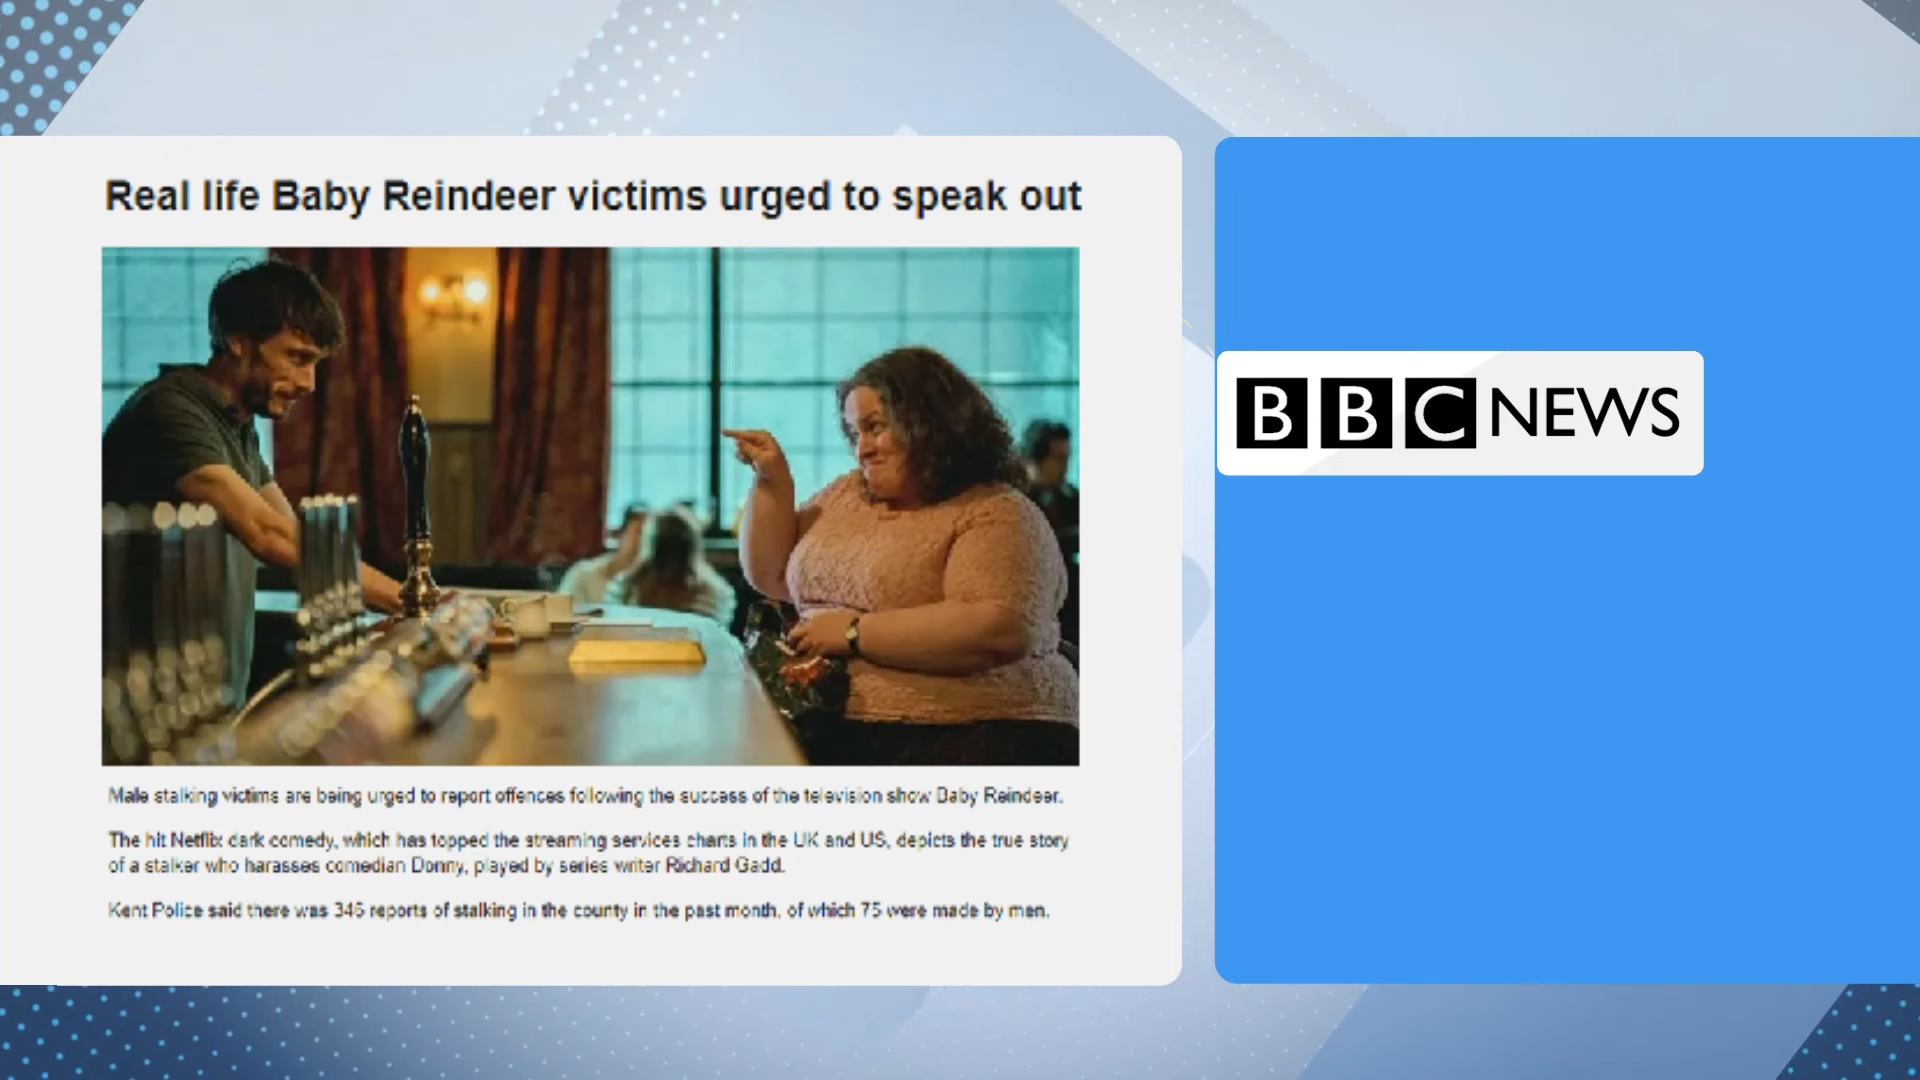 Real life Baby Reindeer victims urged to speak out
BBC NEWS
Male stalking victims are being urged to report offences following the success of the television show Baby Reindeer.
The hit Netflix dark comedy, which has topped the streaming services charts in the UK and US, depicts the true story
of a stalker who harasses comedian Donny, played by series writer Richard Gadd.
Kent Police said there was 345 reports of stalking in the county in the past month, of which 75 were made by men.